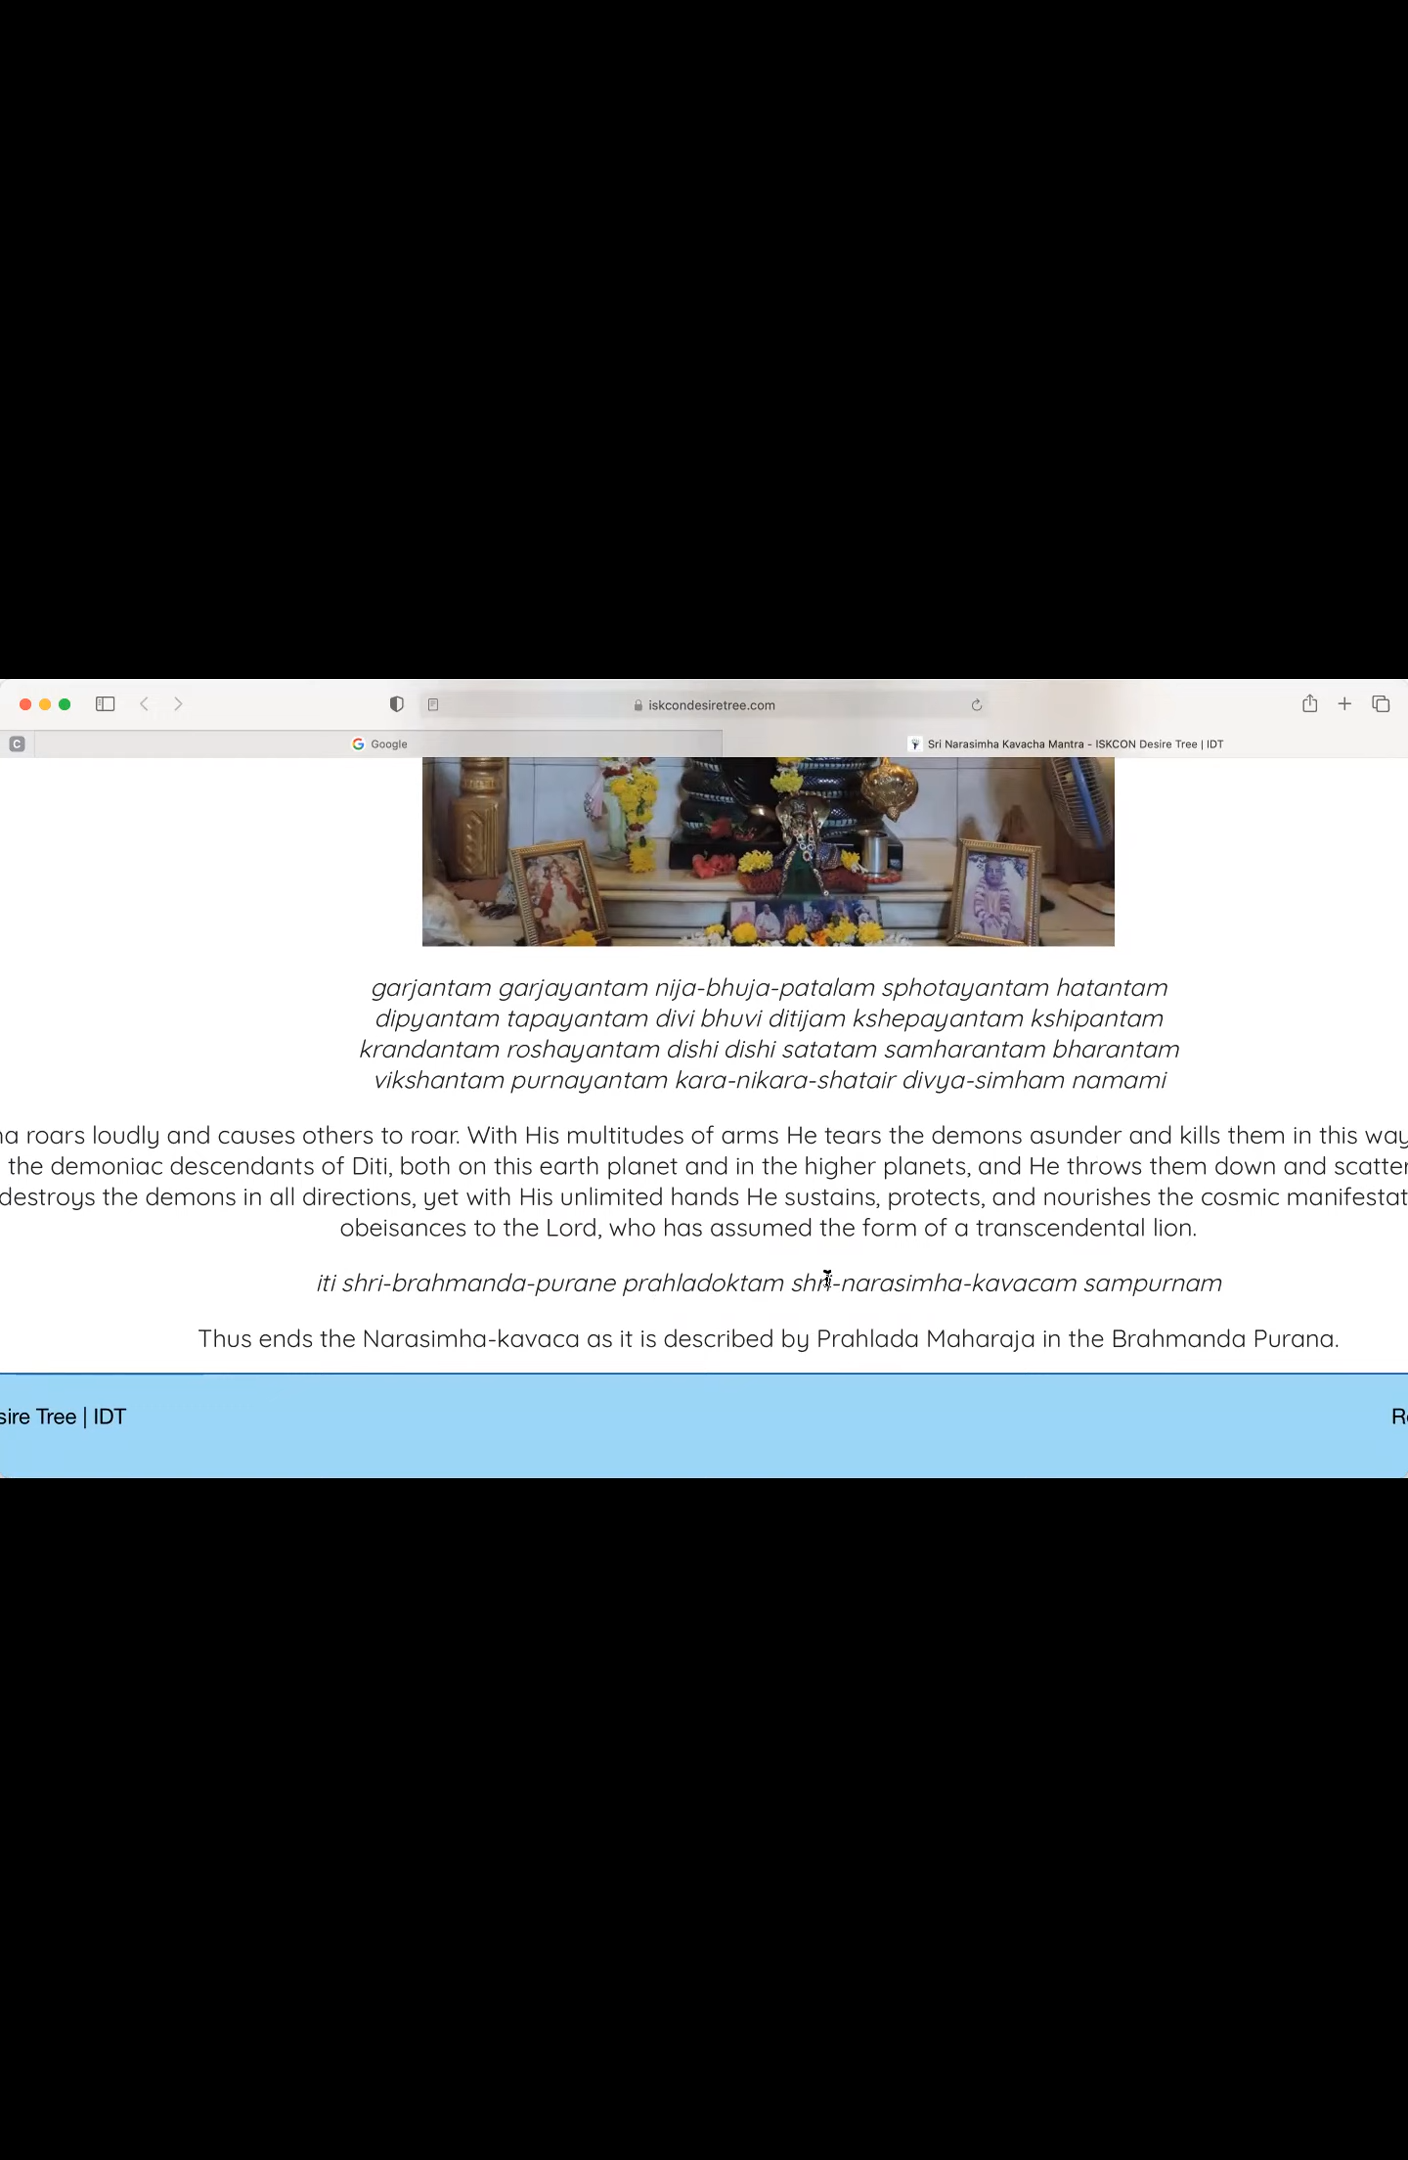 iskcondesiretree.com
C
Google
Sri Narasimha Kavacha Mantra - ISKCON Desire Tree | IDT
garjantam garjayantam nija-bhuja-patalam sphotayantam hatantam
dipyantam tapayantam divi bhuvi ditijam kshepayantam kshipantam
krandantam roshayantam dishi dishi satatam samharantam bharantam
vikshantam purnayantam kara-nikara-shatair divya-simham namami
roars loudly and causes others to roar. With His multitudes of arms He tears the demons asunder and kills them in this way
the demoniac descendants of Diti, both on this earth planet and in the higher planets, and He throws them down and scatter
destroys the demons in all directions, yet with His unlimited hands He sustains, protects, and nourishes the cosmic manifestat
obeisances to the Lord, who has assumed the form of a transcendental lion.
iti shri-brahmanda-purane prahladoktam shri-narasimha-kavacam sampurnam
Thus ends the Narasimha-kavaca as it is described by Prahlada Maharaja in the Brahmanda Purana.
sire Tree | IDT